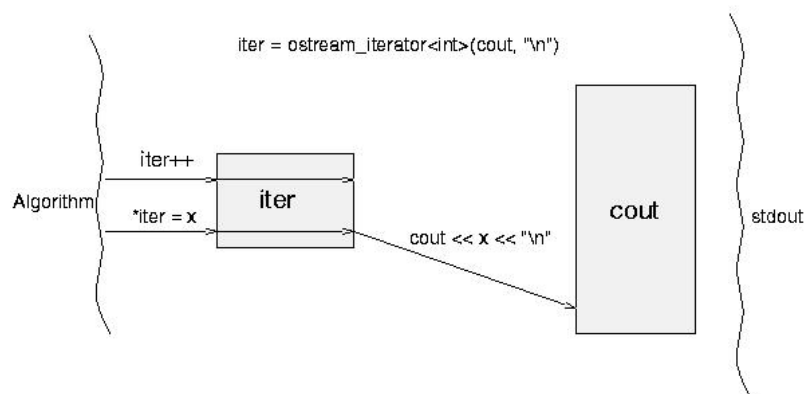 iter = ostream_iterator<int>(cout, "\n")
iter++
Algorithm
iter
*iter = x
cout
stdout
cout << x << "\n"